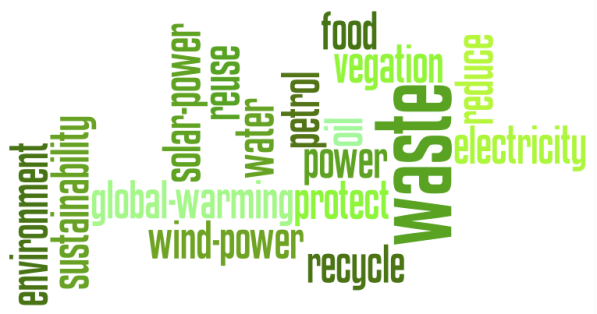 food
vegation
reduce
solar-power
reuse
petrol
waste
water
oil
electricity
power
environment
sustainability
global-warming
protect
wind-power
recycle